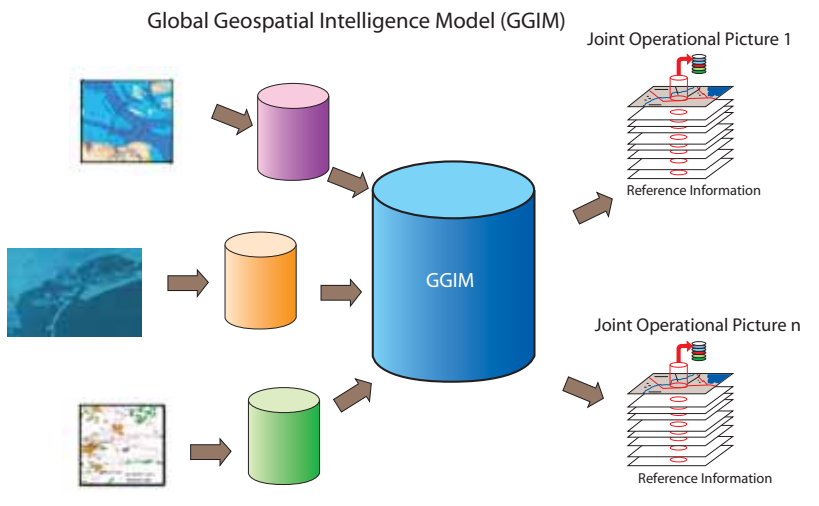 Global Geospatial Intelligence Model (GGIM)
Joint Operational Picture 1
Reference Information
GGIM
Joint Operational Picture n
Reference Information